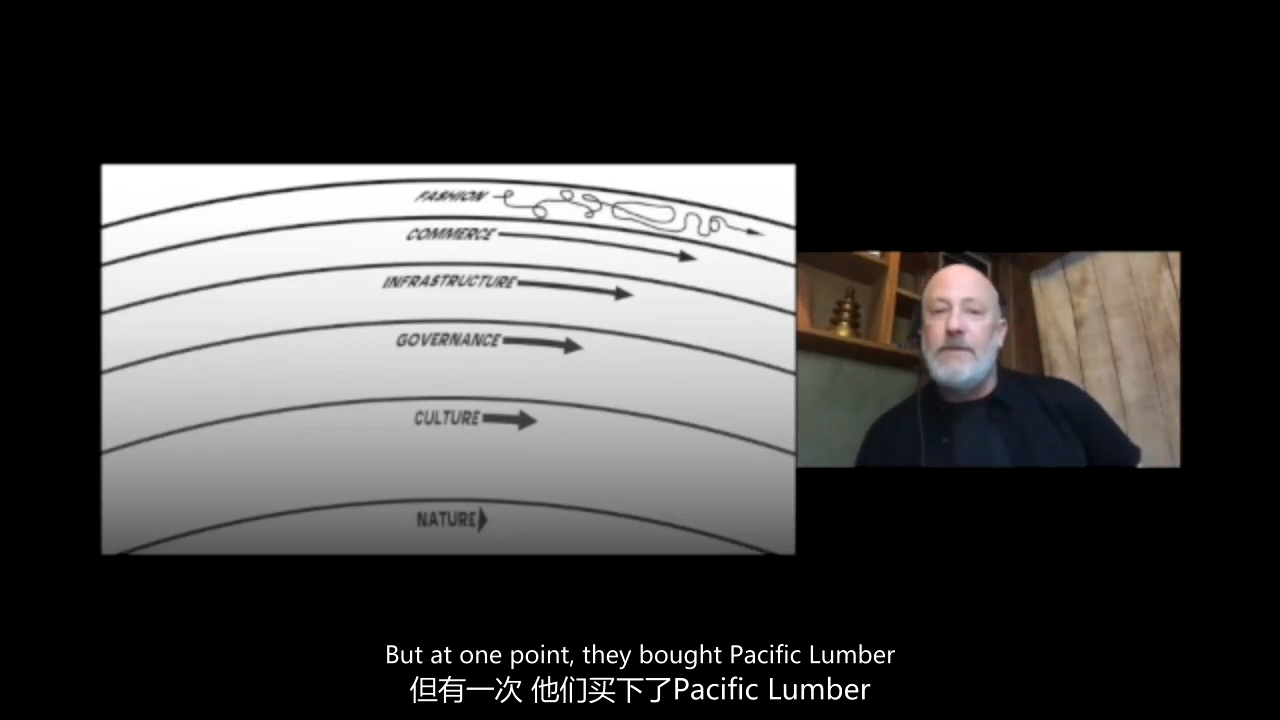 FASHION
COMMERCE
INFRASTRUCTURE
GOVERNANCE
CULTURE
NATURE
But at one point, they bought Pacific Lumber
但有一次 他们买下了Pacific Lumber